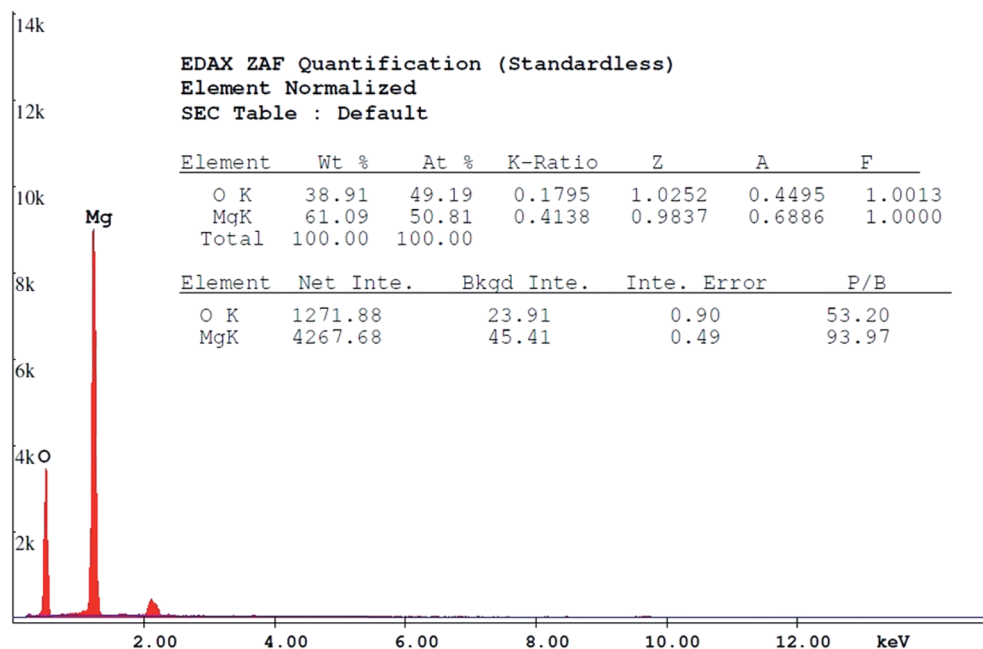 14k
EDAX ZAF Quantification (Standardless)
Element Normalized
SEC Table : Default
12k
Element Wt % At % K-Ratio Z A F
O K 38.91 49.19 0.1795 1.0252 0.4495 1.0013
MgK 61.09 50.81 0.4138 0.9837 0.6886 1.0000
Total 100.00 100.00
10k
Mg
8k
Element Net Inte. Bkgd Inte. Inte. Error P/B
O K 1271.88 23.91 0.90 53.20
MgK 4267.68 45.41 0.49 93.97
6k
4k O
2k
2.00 4.00 6.00 8.00 10.00 12.00 keV